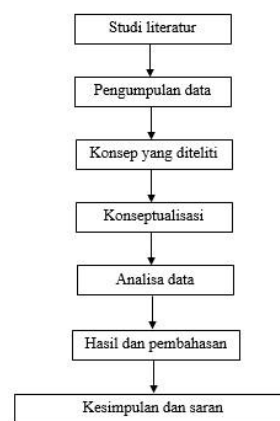 Studi literatur
Pengumpulan data
Konsep yang diteliti
Konseptualisasi
Analisa data
Hasil dan pembahasan
Kesimpulan dan saran